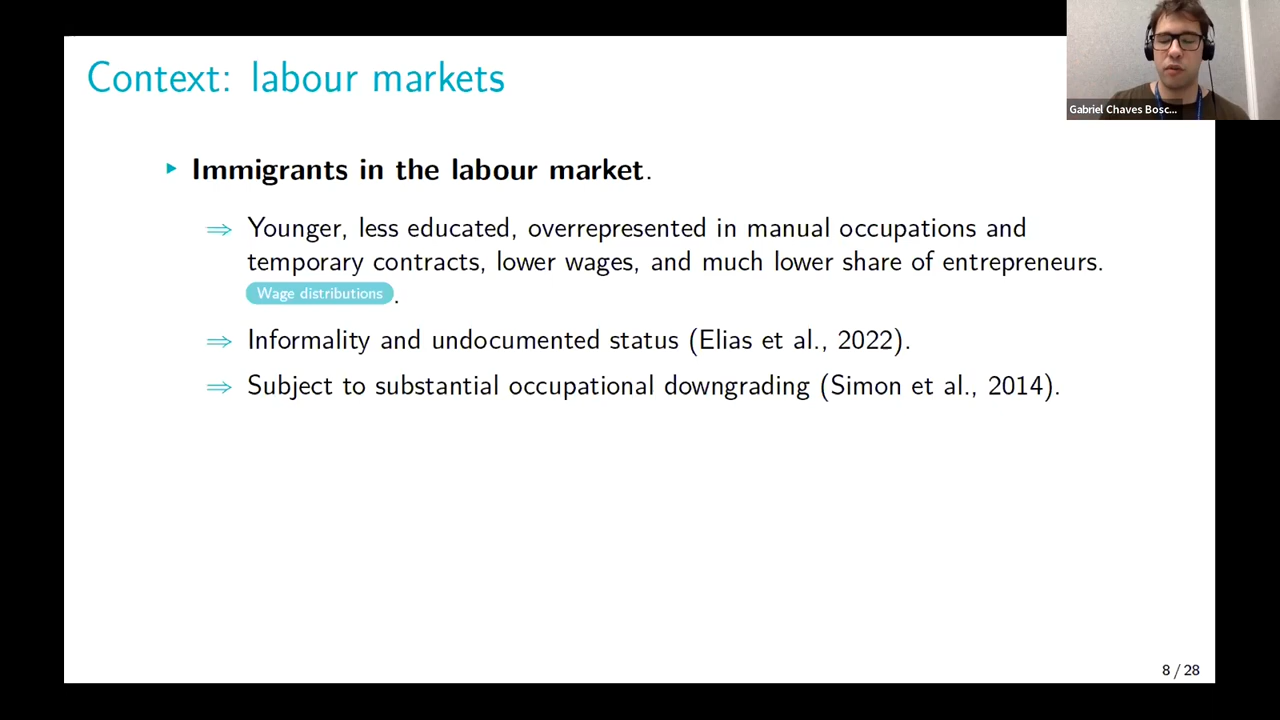 Context: labour markets
Gabriel Chaves Bosc...
Immigrants in the labour market.
⇒ Younger, less educated, overrepresented in manual occupations and
temporary contracts, lower wages, and much lower share of entrepreneurs.
Wage distributions.
⇒ Informality and undocumented status (Elias et al., 2022).
⇒ Subject to substantial occupational downgrading (Simon et al., 2014).
8 / 28